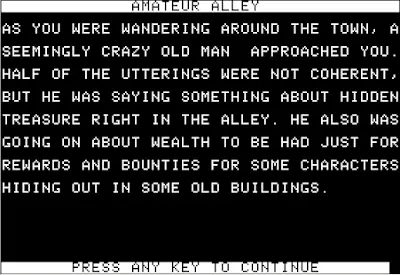 AMATEUR ALLEY
AS YOU WERE WANDERING AROUND THE TOWN, A
SEEMINGLY CRAZY OLD MAN  APPROACHED YOU.
HALF OF THE UTTERINGS WERE NOT COHERENT,
BUT HE WAS SAYING SOMETHING ABOUT HIDDEN
TREASURE RIGHT IN THE ALLEY. HE ALSO WAS
GOING ON ABOUT WEALTH TO BE HAD JUST FOR
REWARDS AND BOUNTIES FOR SOME CHARACTERS
HIDING OUT IN SOME OLD BUILDINGS.
PRESS ANY KEY TO CONTINUE